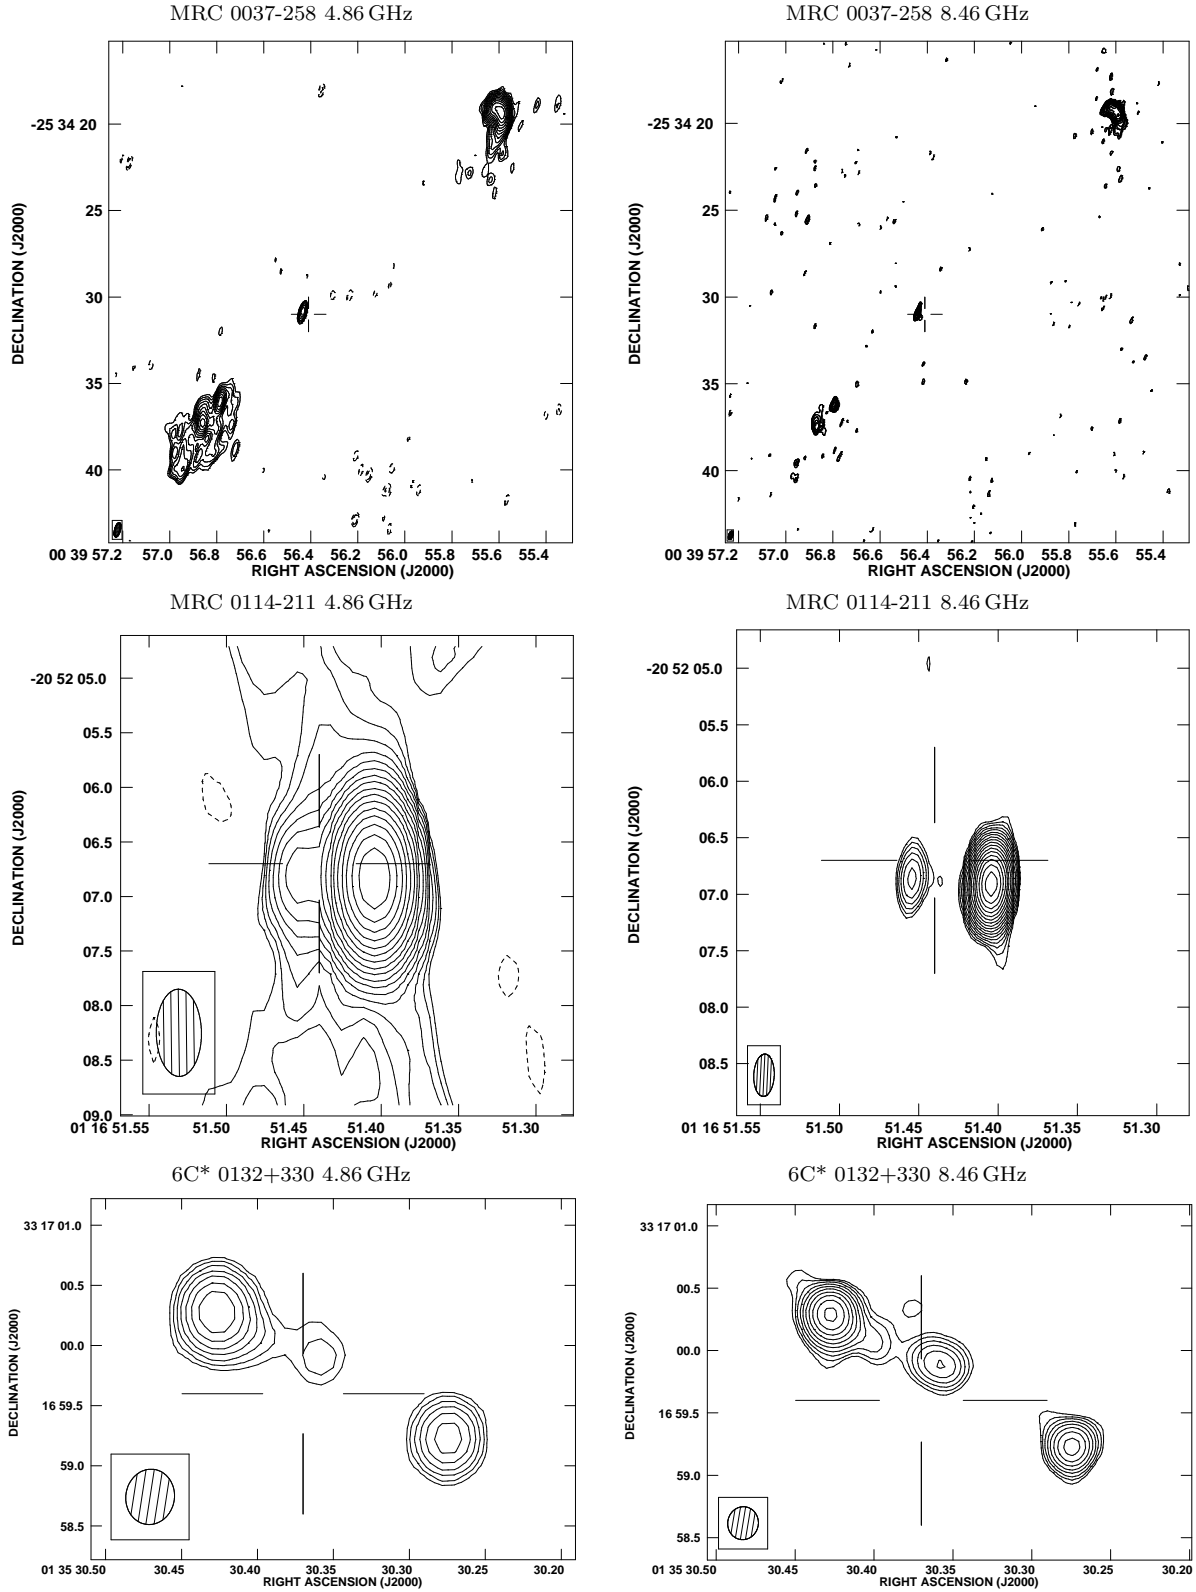 MRC 0037-258 4.86 GHz
-25 34 20
25
30
35
40
DECLINATION (J2000)
00 39 57.2 57.0 56.8 56.6 56.4 56.2 56.0 55.8 55.6 55.4
RIGHT ASCENSION (J2000)
MRC 0037-258 8.46 GHz
-25 34 20
25
30
35
40
DECLINATION (J2000)
00 39 57.2 57.0 56.8 56.6 56.4 56.2 56.0 55.8 55.6 55.4
RIGHT ASCENSION (J2000)
MRC 0114-211 4.86 GHz
-20 52 05.0
05.5
06.0
06.5
07.0
07.5
08.0
08.5
09.0
DECLINATION (J2000)
01 16 51.55 51.50 51.45 51.40 51.35 51.30
RIGHT ASCENSION (J2000)
MRC 0114-211 8.46 GHz
-20 52 05.0
05.5
06.0
06.5
07.0
07.5
08.0
08.5
DECLINATION (J2000)
01 16 51.55 51.50 51.45 51.40 51.35 51.30
RIGHT ASCENSION (J2000)
6C* 0132+330 4.86 GHz
33 17 01.0
00.5
00.0
16 59.5
59.0
58.5
DECLINATION (J2000)
01 35 30.50 30.45 30.40 30.35 30.30 30.25 30.20
RIGHT ASCENSION (J2000)
6C* 0132+330 8.46 GHz
33 17 01.0
00.5
00.0
16 59.5
59.0
58.5
DECLINATION (J2000)
01 35 30.50 30.45 30.40 30.35 30.30 30.25 30.20
RIGHT ASCENSION (J2000)